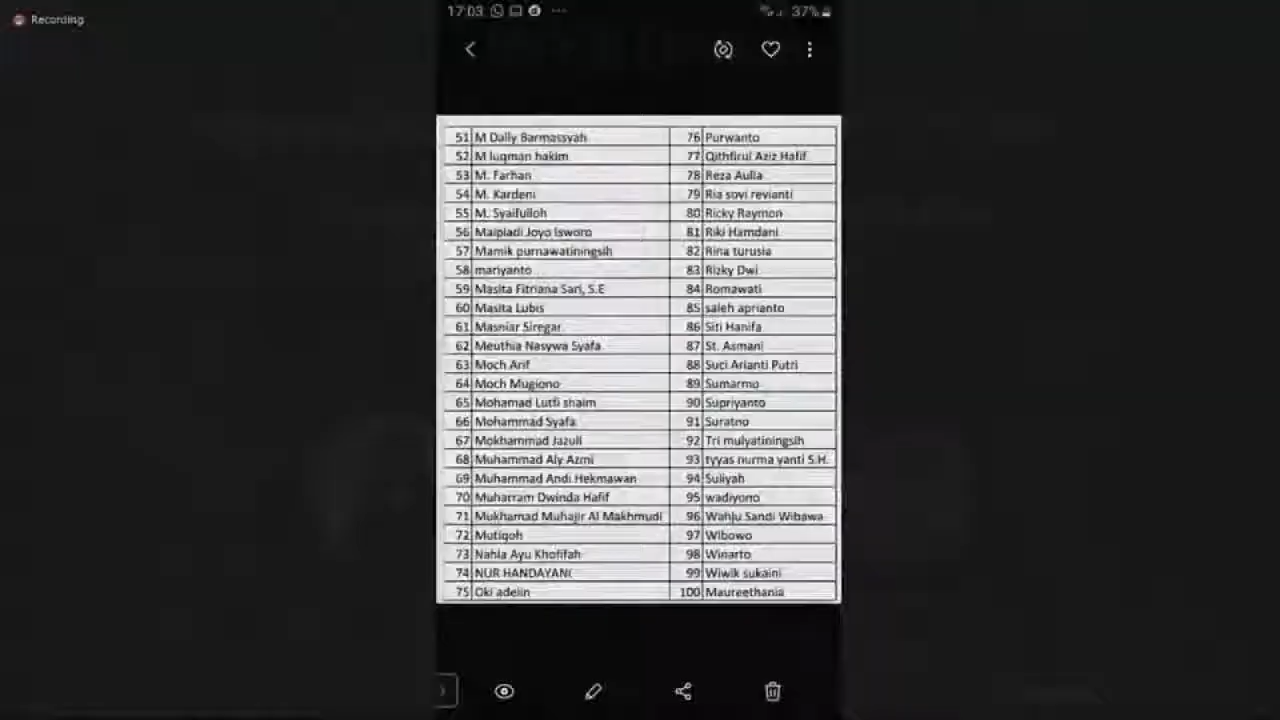 Recording
17:03
37%
51 M Dally Barmassyah
52 M luqman hakim
53 M. Farhan
54 M. Kardeni
55 M. Syaifulloh
56 Maipladi Joyo Isworo
57 Mamik purnawatiningsih
58 mariyanto
59 Masita Fitriana Sari, S.E
60 Masita Lubis
61 Masniar Siregar
62 Meuthia Nasywa Syafa
63 Moch Arif
64 Moch Mugiono
65 Mohamad Lutfi shaim
66 Mohammad Syafa
67 Mokhammad Jazuli
68 Muhammad Aly Azmi
69 Muhammad Andi Hekmawan
70 Muharram Dwinda Hafif
71 Mukhamad Muhajir Al Makhmudi
72 Mutiqoh
73 Nahla Ayu Khofifah
74 NUR HANDAYANI
75 Oki adelin
76 Purwanto
77 Qithfirul Aziz Hafif
78 Reza Aulia
79 Ria sovi revianti
80 Ricky Raymon
81 Riki Hamdani
82 Rina turusia
83 Rizky Dwi
84 Romawati
85 saleh aprianto
86 Siti Hanifa
87 St. Asmani
88 Suci Arianti Putri
89 Sumarmo
90 Supriyanto
91 Suratno
92 Tri mulyatiningsih
93 tyyas nurma yanti S.H.
94 Suliyah
95 wadiyono
96 Wahju Sandi Wibawa
97 Wibowo
98 Winarto
99 Wiwik sukaini
100 Maureethania